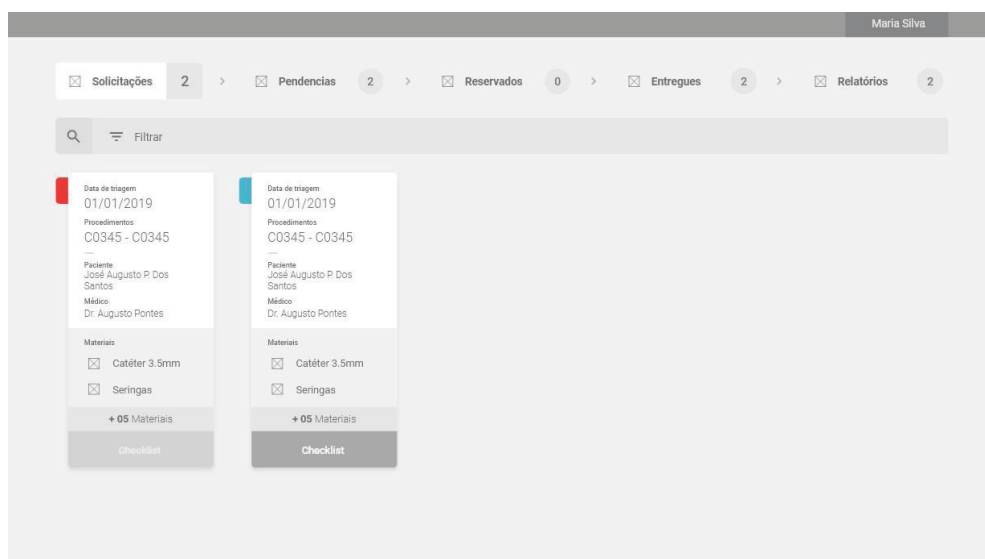 Maria Silva
Solicitações 2 > Pendencias 2 > Reservados 0 > Entregues 2 > Relatórios 2
Filtrar
Data de triagem
01/01/2019
Procedimentos
C0345 - C0345
Paciente
José Augusto P. Dos
Santos
Médico
Dr. Augusto Pontes
Materiais
Catéter 3.5mm
Seringas
+ 05 Materiais
Checklist
Data de triagem
01/01/2019
Procedimentos
C0345 - C0345
Paciente
José Augusto P. Dos
Santos
Médico
Dr. Augusto Pontes
Materiais
Catéter 3.5mm
Seringas
+ 05 Materiais
Checklist